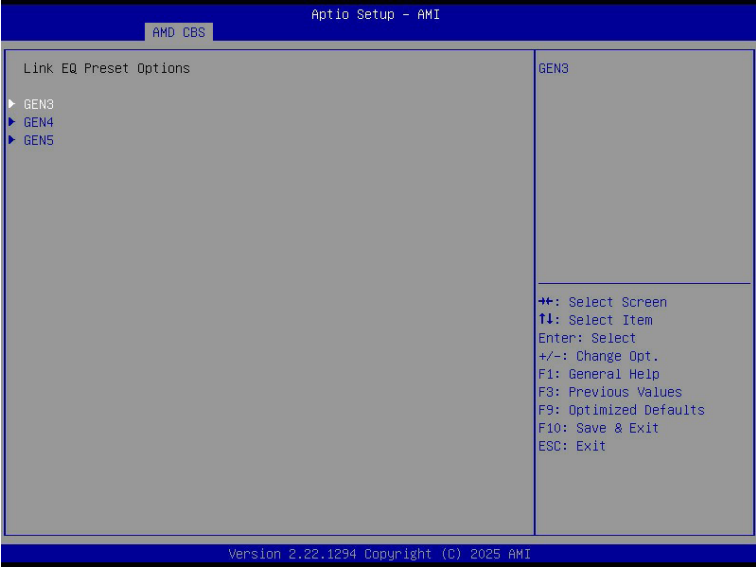 Aptio Setup – AMI
AMD CBS
Link EQ Preset Options
GEN3
GEN4
GEN5
GEN3
→←: Select Screen
↑↓: Select Item
Enter: Select
+/-: Change Opt.
F1: General Help
F3: Previous Values
F9: Optimized Defaults
F10: Save & Exit
ESC: Exit
Version 2.22.1294 Copyright (C) 2025 AMI